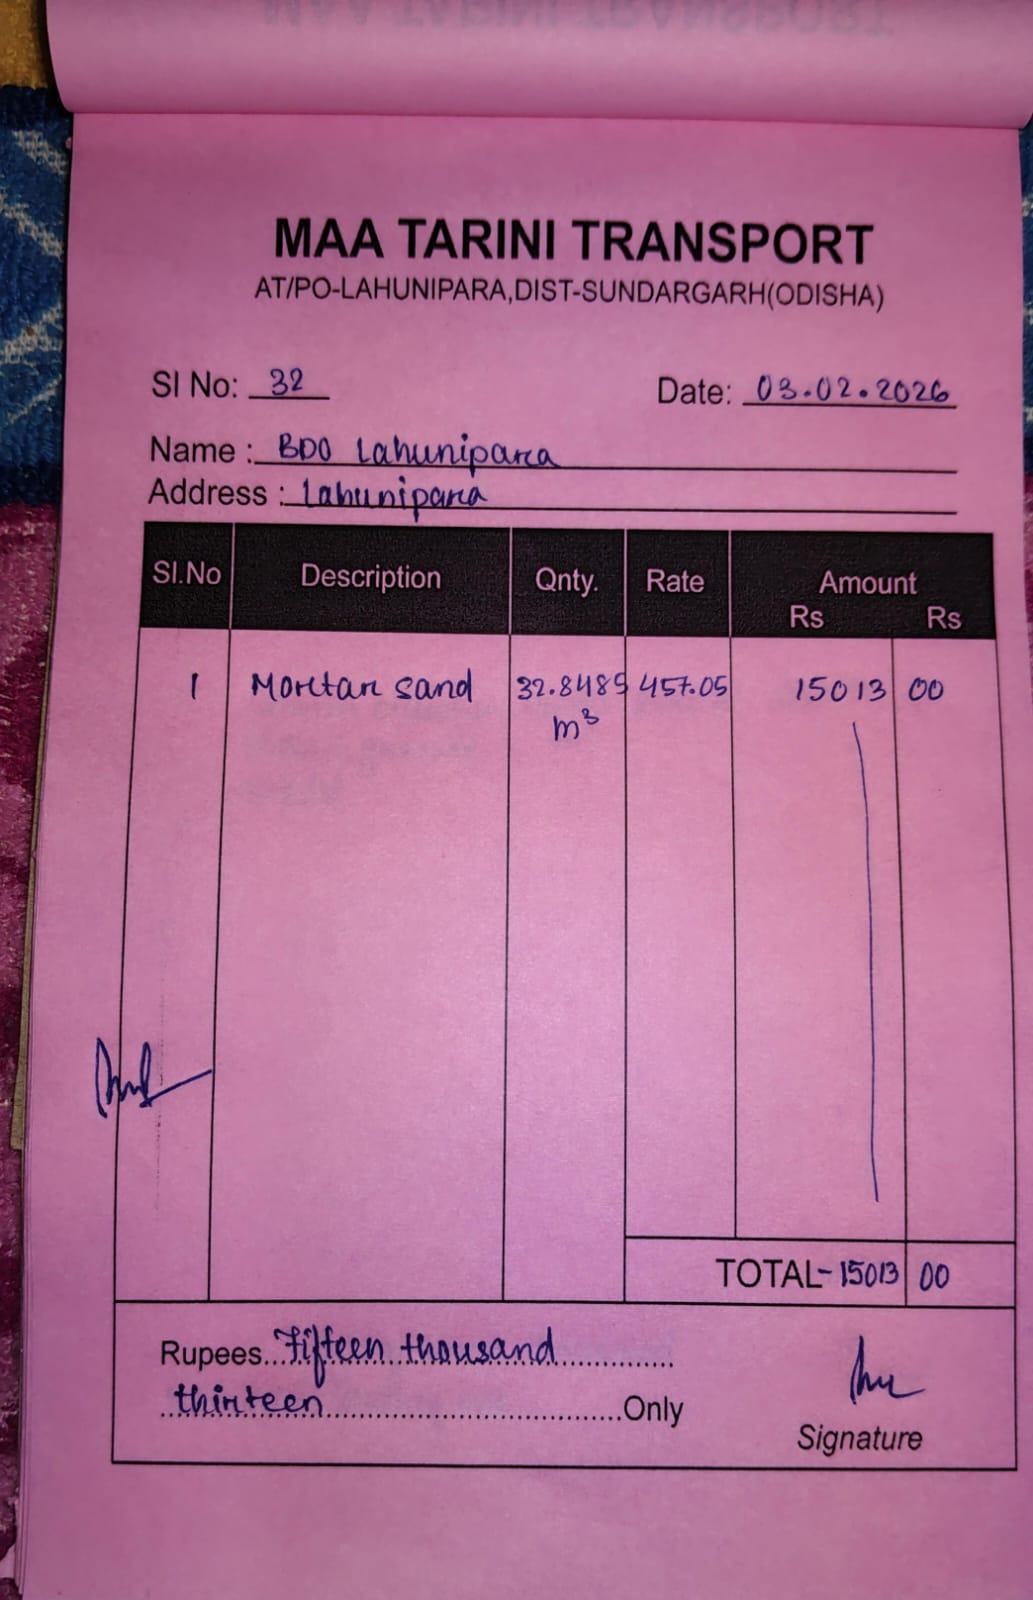 MAA TARINI TRANSPORT
AT/PO-LAHUNIPARA,DIST-SUNDARGARH(ODISHA)
Sl No: 32 Date: 03.02.2026
Name : BDO Lahunipara
Address : Lahunipara
Sl.No Description Qnty. Rate Amount
Rs Rs
1 Mortar sand 32.8485 457.05 15013 00
m³
TOTAL- 15013 00
Rupees...Fifteen thousand
thirteen...Only
Signature